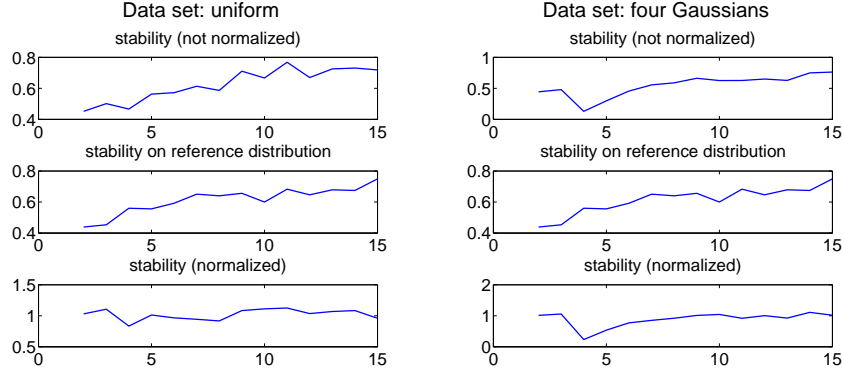 Data set: uniform
stability (not normalized)
0.8
0.6
0.4
0 5 10 15
stability on reference distribution
0.8
0.6
0.4
0 5 10 15
stability (normalized)
1.5
1
0.5
0 5 10 15
Data set: four Gaussians
stability (not normalized)
1
0.5
0
0 5 10 15
stability on reference distribution
0.8
0.6
0.4
0 5 10 15
stability (normalized)
2
1
0
0 5 10 15